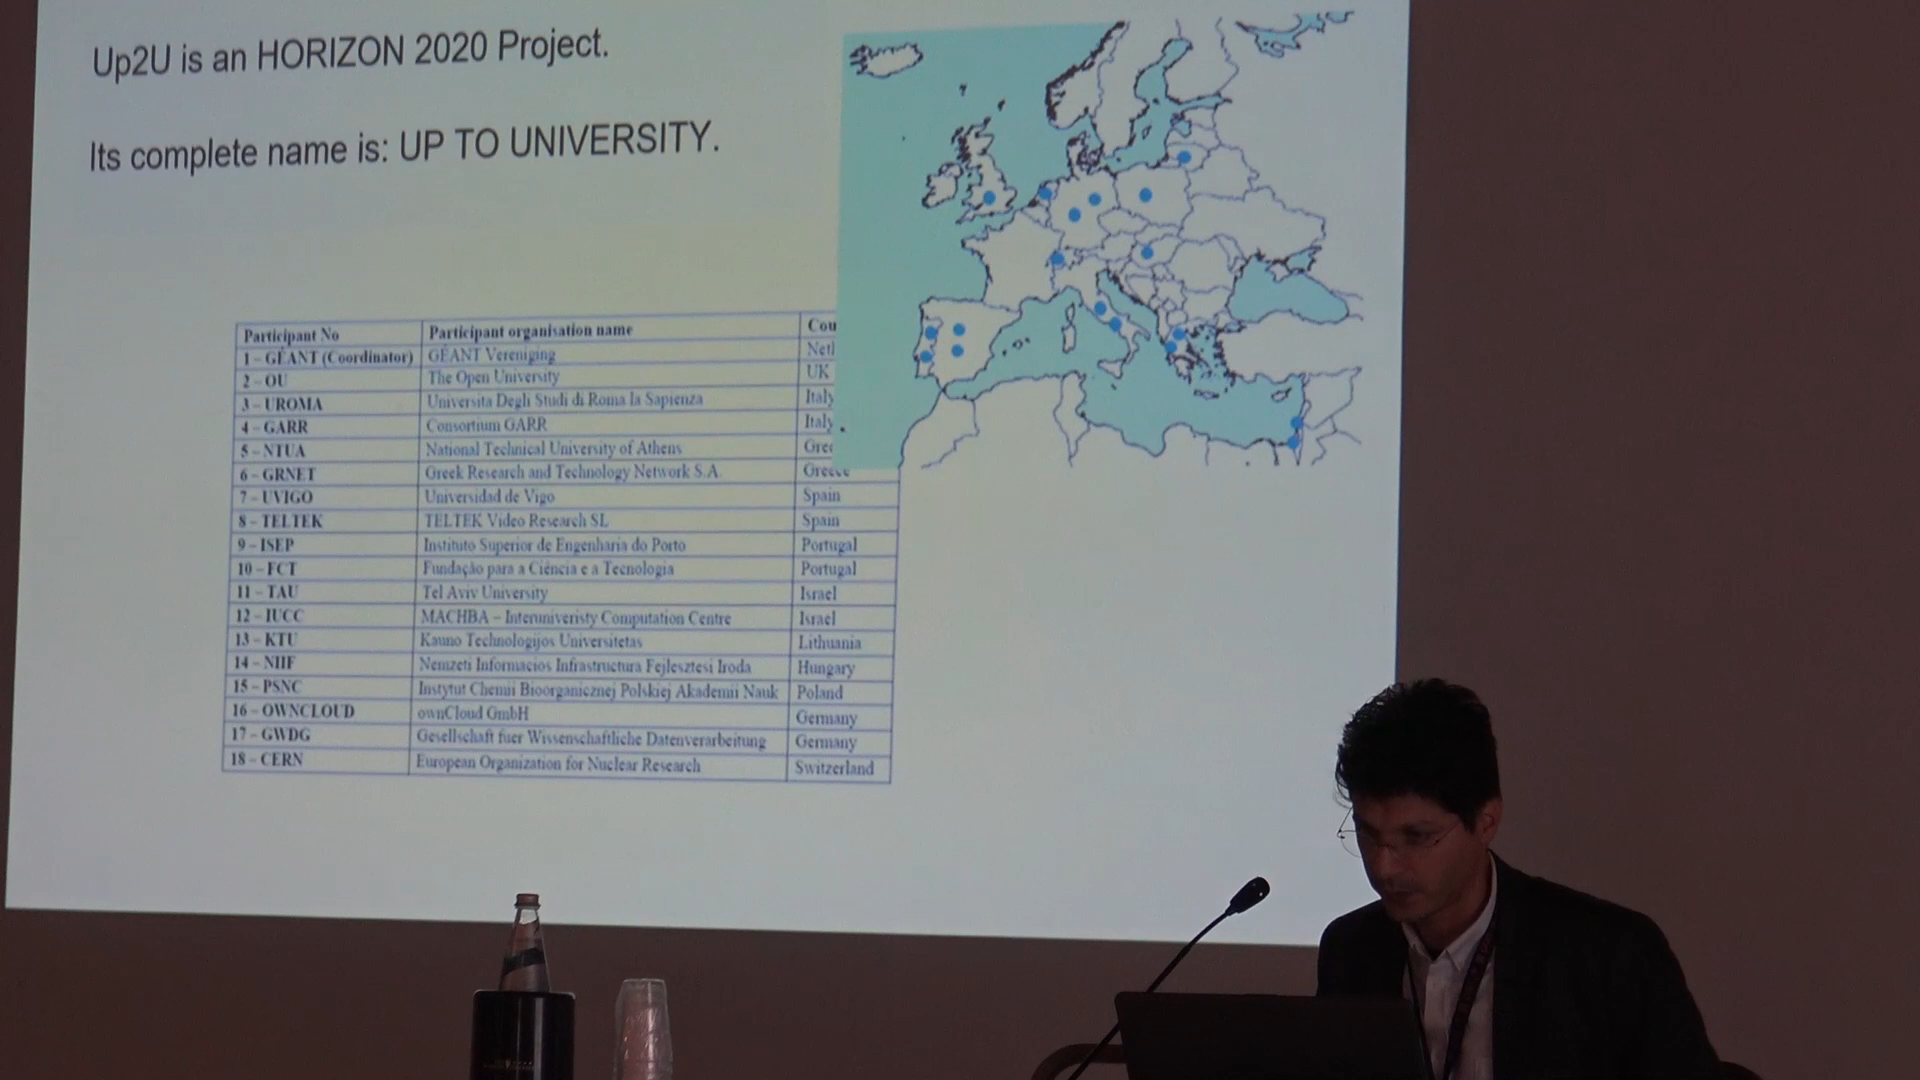 Up2U is an HORIZON 2020 Project.
Its complete name is: UP TO UNIVERSITY.
Participant No Participant organisation name Cou
1 – GÉANT (Coordinator) GÉANT Vereniging Netl
2 – OU The Open University UK
3 – UROMA Universita Degli Studi di Roma la Sapienza Italy
4 – GARR Consortium GARR Italy
5 – NTUA National Technical University of Athens Gree
6 – GRNET Greek Research and Technology Network S.A. Greece
7 – UVIGO Universidad de Vigo Spain
8 – TELTEK TELTEK Video Research SL Spain
9 – ISEP Instituto Superior de Engenharia do Porto Portugal
10 – FCT Fundação para a Ciência e a Tecnologia Portugal
11 – TAU Tel Aviv University Israel
12 – IUCC MACHBA – Interuniveristy Computation Centre Israel
13 – KTU Kauno Technologijos Universitetas Lithuania
14 – NIIF Nemzeti Informacios Infrastructura Fejlesztesi Iroda Hungary
15 – PSNC Instytut Chemii Bioorganicznej Polskiej Akademii Nauk Poland
16 – OWNCLOUD ownCloud GmbH Germany
17 – GWDG Gesellschaft fuer Wissenschaftliche Datenverarbeitung Germany
18 – CERN European Organization for Nuclear Research Switzerland